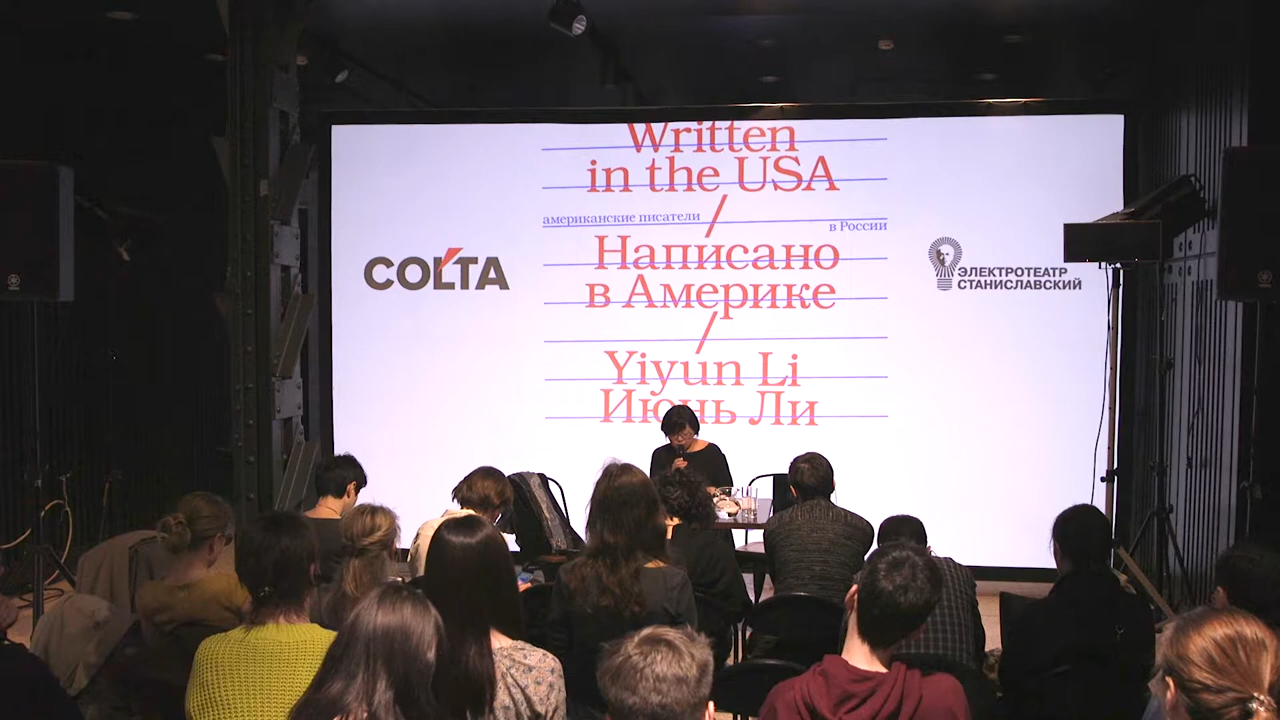 Written
in the USA
/
американские писатели
в России
Написано
в Америке
/
Yiyun Li
Июнь Ли
COLTA
ЭЛЕКТРОТЕАТР
СТАНИСЛАВСКИЙ